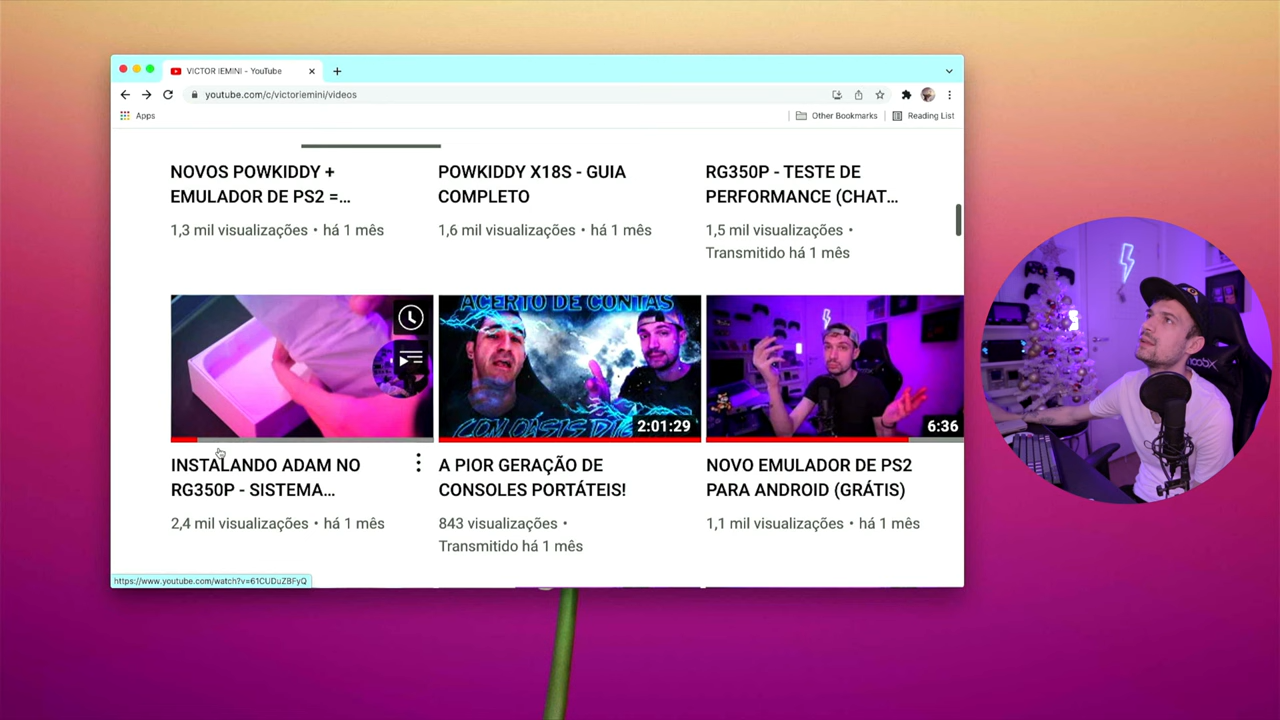 VICTOR IEMINI - YouTube
youtube.com/c/victoriemini/videos
Apps
Other Bookmarks
Reading List
NOVOS POWKIDDY +
EMULADOR DE PS2 =...
1,3 mil visualizações • há 1 mês
POWKIDDY X18S - GUIA
COMPLETO
1,6 mil visualizações • há 1 mês
RG350P - TESTE DE
PERFORMANCE (CHAT...
1,5 mil visualizações •
Transmitido há 1 mês
INSTALANDO ADAM NO
RG350P - SISTEMA...
2,4 mil visualizações • há 1 mês
ACERTO DE CONTAS
COM OÁSIS
2:01:29
A PIOR GERAÇÃO DE
CONSOLES PORTÁTEIS!
843 visualizações •
Transmitido há 1 mês
6:36
NOVO EMULADOR DE PS2
PARA ANDROID (GRÁTIS)
1,1 mil visualizações • há 1 mês
https://www.youtube.com/watch?v=61CUDuZBFyQ